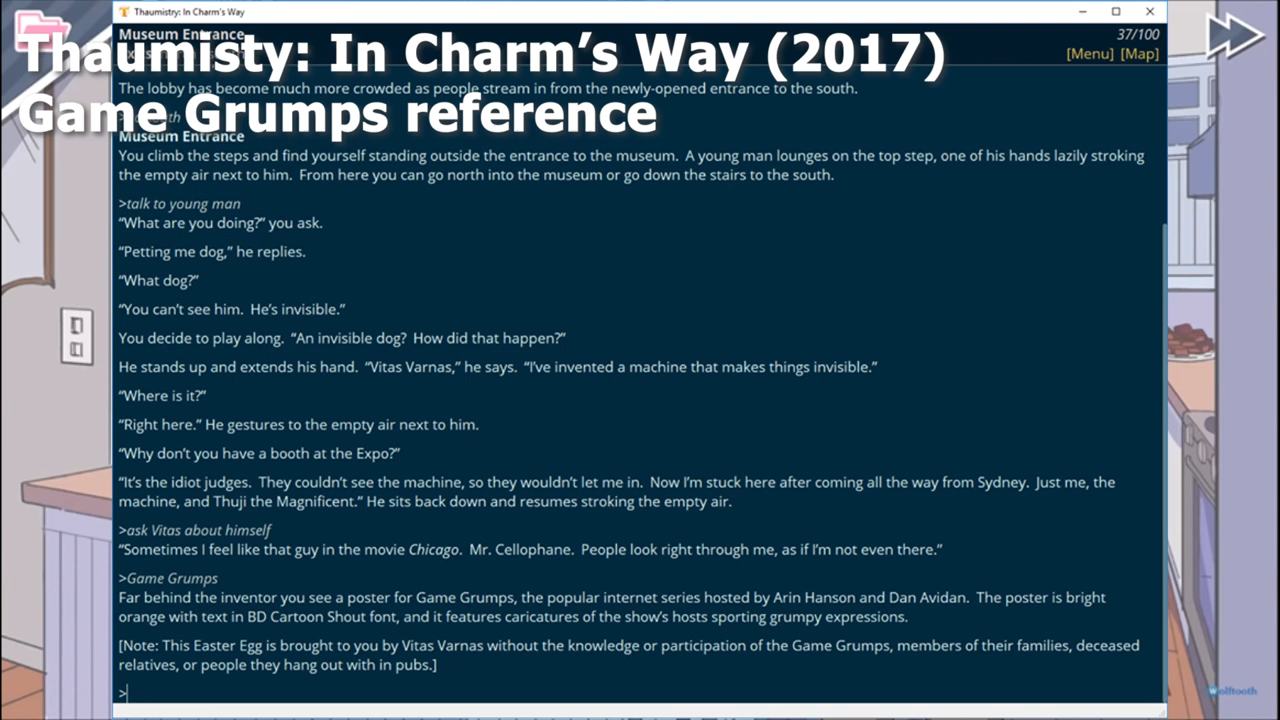 Thaumistry: In Charm's Way
Museum Entrance
37/100
[Menu] [Map]
Thaumisty: In Charm's Way (2017)
Game Grumps reference
The lobby has become much more crowded as people stream in from the newly-opened entrance to the south.
Museum Entrance
You climb the steps and find yourself standing outside the entrance to the museum.  A young man lounges on the top step, one of his hands lazily stroking
the empty air next to him.  From here you can go north into the museum or go down the stairs to the south.
>talk to young man
“What are you doing?” you ask.
“Petting me dog,” he replies.
“What dog?”
“You can't see him.  He's invisible.”
You decide to play along.  “An invisible dog?  How did that happen?”
He stands up and extends his hand.  “Vitas Varnas,” he says.  “I've invented a machine that makes things invisible.”
“Where is it?”
“Right here.” He gestures to the empty air next to him.
“Why don't you have a booth at the Expo?”
“It's the idiot judges.  They couldn't see the machine, so they wouldn't let me in.  Now I'm stuck here after coming all the way from Sydney.  Just me, the
machine, and Thuji the Magnificent.” He sits back down and resumes stroking the empty air.
>ask Vitas about himself
“Sometimes I feel like that guy in the movie Chicago.  Mr. Cellophane.  People look right through me, as if I'm not even there.”
>Game Grumps
Far behind the inventor you see a poster for Game Grumps, the popular internet series hosted by Arin Hanson and Dan Avidan.  The poster is bright
orange with text in BD Cartoon Shout font, and it features caricatures of the show's hosts sporting grumpy expressions.
[Note: This Easter Egg is brought to you by Vitas Varnas without the knowledge or participation of the Game Grumps, members of their families, deceased
relatives, or people they hang out with in pubs.]
>
Wolftooth